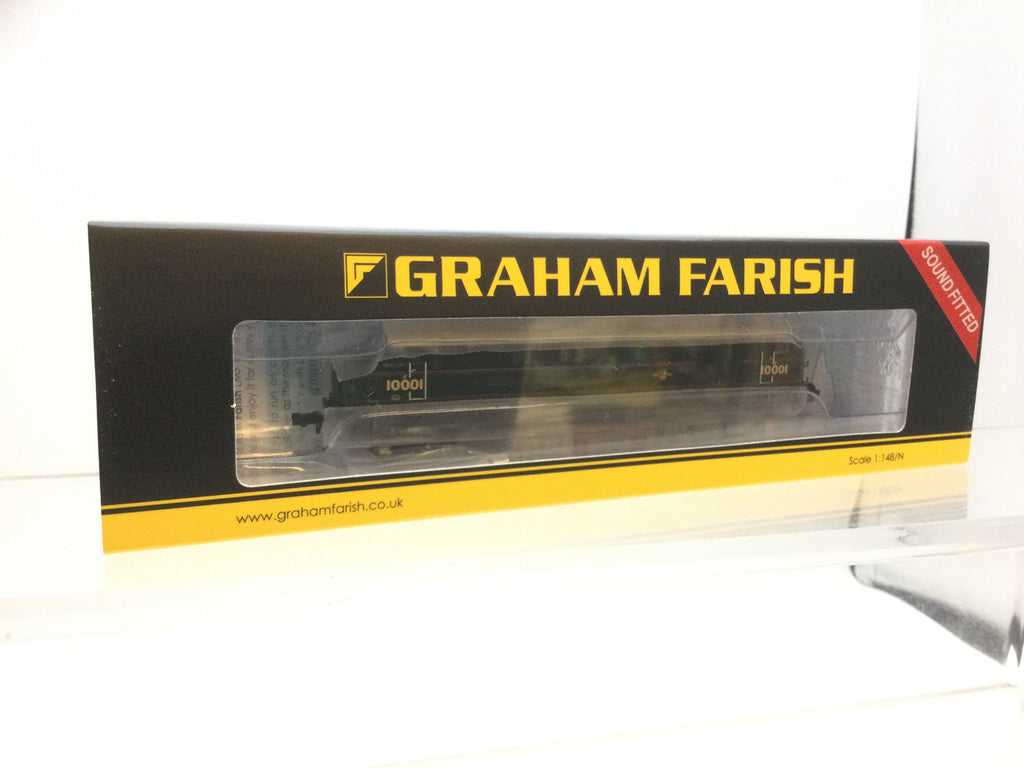 GRAHAM FARISH
SOUND FITTED
10001
10001
Scale 1:148/N
www.grahamfarish.co.uk